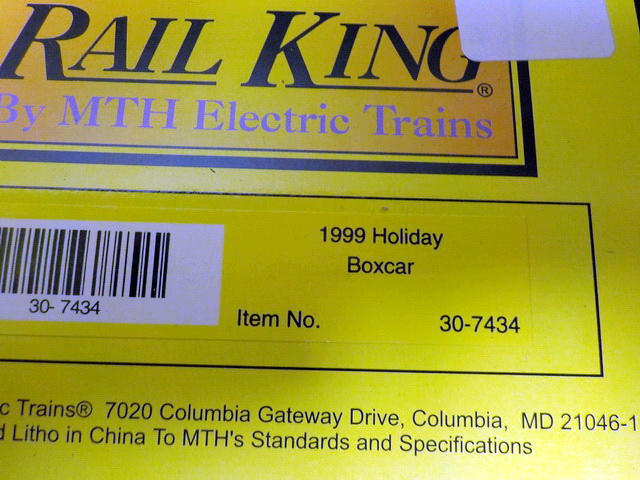 RAIL KING®
By MTH Electric Trains
1999 Holiday
Boxcar
30- 7434
Item No. 30-7434
c Trains® 7020 Columbia Gateway Drive, Columbia, MD 21046-1
d Litho in China To MTH's Standards and Specifications